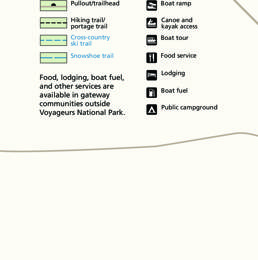 Pullout/trailhead
Hiking trail/
portage trail
Cross-country
ski trail
Snowshoe trail
Food, lodging, boat fuel,
and other services are
available in gateway
communities outside
Voyageurs National Park.
Boat ramp
Canoe and
kayak access
Boat tour
Food service
Lodging
Boat fuel
Public campground